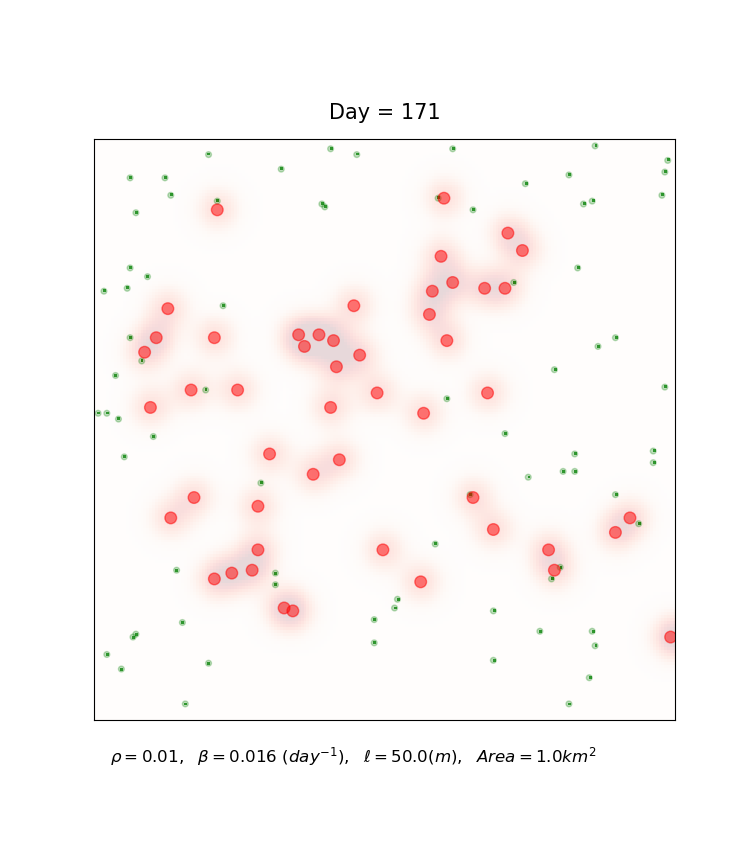 Day = 171
ρ = 0.01, β = 0.016 (day⁻¹), ℓ = 50.0(m), Area = 1.0km²